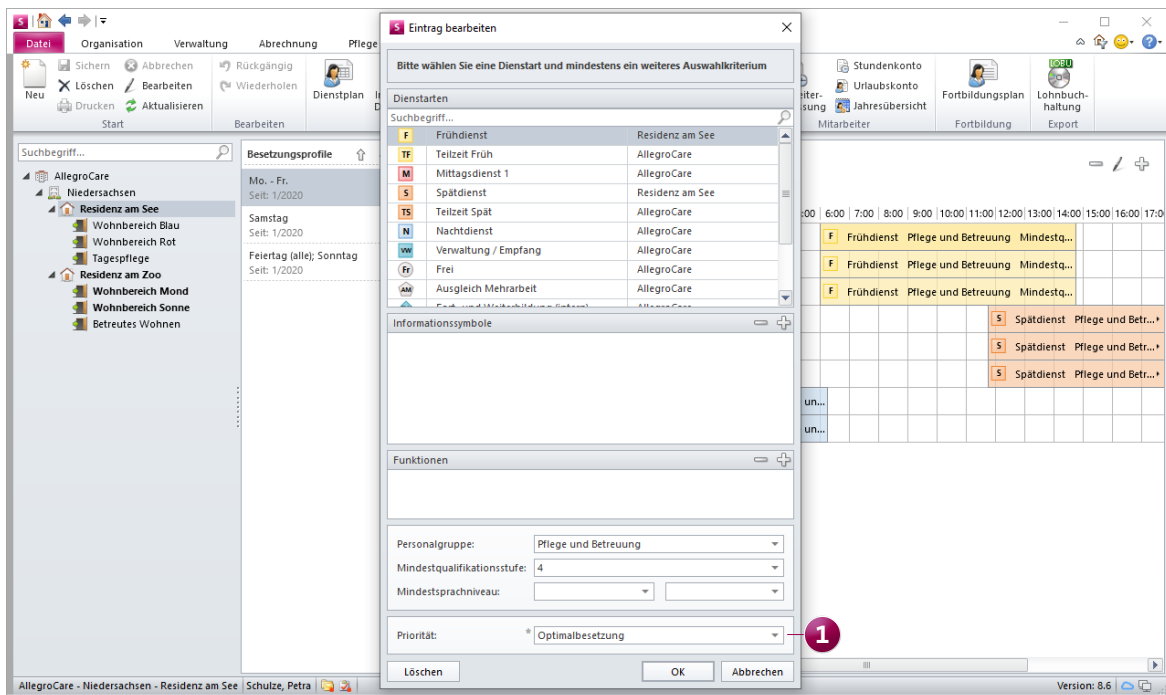 Datei Organisation Verwaltung Abrechnung Pflege
Neu
Sichern
Löschen
Drucken
Abbrechen
Bearbeiten
Aktualisieren
Start
Rückgängig
Wiederholen
Bearbeiten
Dienstplan
Stundenkonto
Urlaubskonto
Jahresübersicht
Mitarbeiter
Fortbildungsplan
Fortbildung
LOBU
Lohnbuch-
haltung
Export
Suchbegriff...
AllegroCare
Niedersachsen
Residenz am See
Wohnbereich Blau
Wohnbereich Rot
Tagespflege
Residenz am Zoo
Wohnbereich Mond
Wohnbereich Sonne
Betreutes Wohnen
Besetzungsprofile
Mo. - Fr.
Seit: 1/2020
Samstag
Seit: 1/2020
Feiertag (alle); Sonntag
Seit: 1/2020
S Eintrag bearbeiten
Bitte wählen Sie eine Dienstart und mindestens ein weiteres Auswahlkriterium
Dienstarten
Suchbegriff...
F Frühdienst Residenz am See
TF Teilzeit Früh AllegroCare
M Mittagsdienst 1 AllegroCare
S Spätdienst Residenz am See
TS Teilzeit Spät AllegroCare
N Nachtdienst AllegroCare
VW Verwaltung / Empfang AllegroCare
Fr Frei AllegroCare
AM Ausgleich Mehrarbeit AllegroCare
Informationssymbole
Funktionen
Personalgruppe: Pflege und Betreuung
Mindestqualifikationsstufe: 4
Mindestsprachniveau:
Priorität: * Optimalbesetzung
1
Löschen OK Abbrechen
:00 6:00 7:00 8:00 9:00 10:00 11:00 12:00 13:00 14:00 15:00 16:00 17:0
F Frühdienst Pflege und Betreuung Mindestq...
F Frühdienst Pflege und Betreuung Mindestq...
F Frühdienst Pflege und Betreuung Mindestq...
S Spätdienst Pflege und Betr...
S Spätdienst Pflege und Betr...
S Spätdienst Pflege und Betr...
un...
un...
AllegroCare - Niedersachsen - Residenz am See Schulze, Petra
Version: 8.6